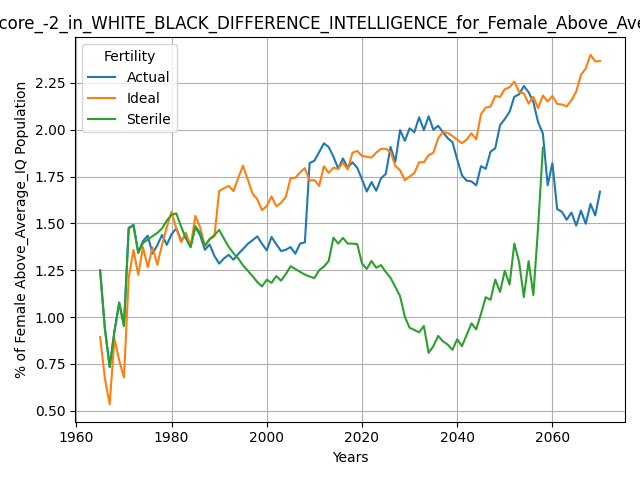 core_-2_in_WHITE_BLACK_DIFFERENCE_INTELLIGENCE_for_Female_Above_Ave
Fertility
Actual
Ideal
Sterile
% of Female Above_Average_IQ Population
2.25
2.00
1.75
1.50
1.25
1.00
0.75
0.50
1960
1980
2000
2020
2040
2060
Years